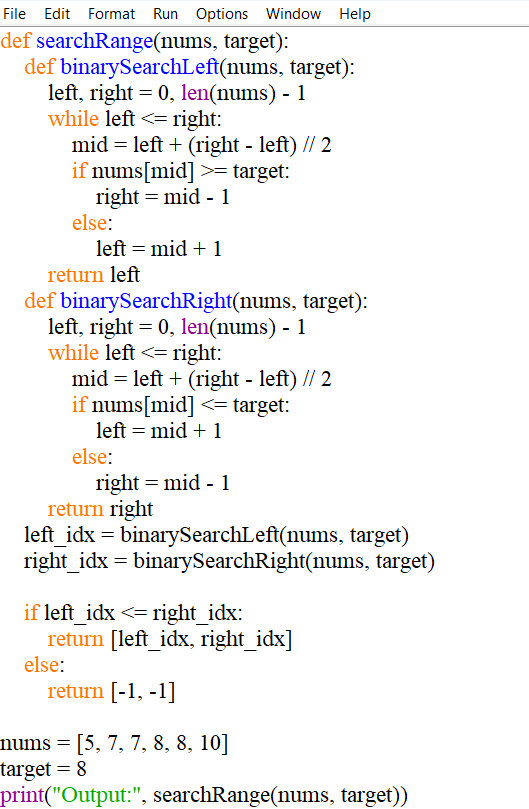 File Edit Format Run Options Window Help
def searchRange(nums, target):
    def binarySearchLeft(nums, target):
        left, right = 0, len(nums) - 1
        while left <= right:
            mid = left + (right - left) // 2
            if nums[mid] >= target:
                right = mid - 1
            else:
                left = mid + 1
        return left
    def binarySearchRight(nums, target):
        left, right = 0, len(nums) - 1
        while left <= right:
            mid = left + (right - left) // 2
            if nums[mid] <= target:
                left = mid + 1
            else:
                right = mid - 1
        return right
    left_idx = binarySearchLeft(nums, target)
    right_idx = binarySearchRight(nums, target)

    if left_idx <= right_idx:
        return [left_idx, right_idx]
    else:
        return [-1, -1]

nums = [5, 7, 7, 8, 8, 10]
target = 8
print("Output:", searchRange(nums, target))